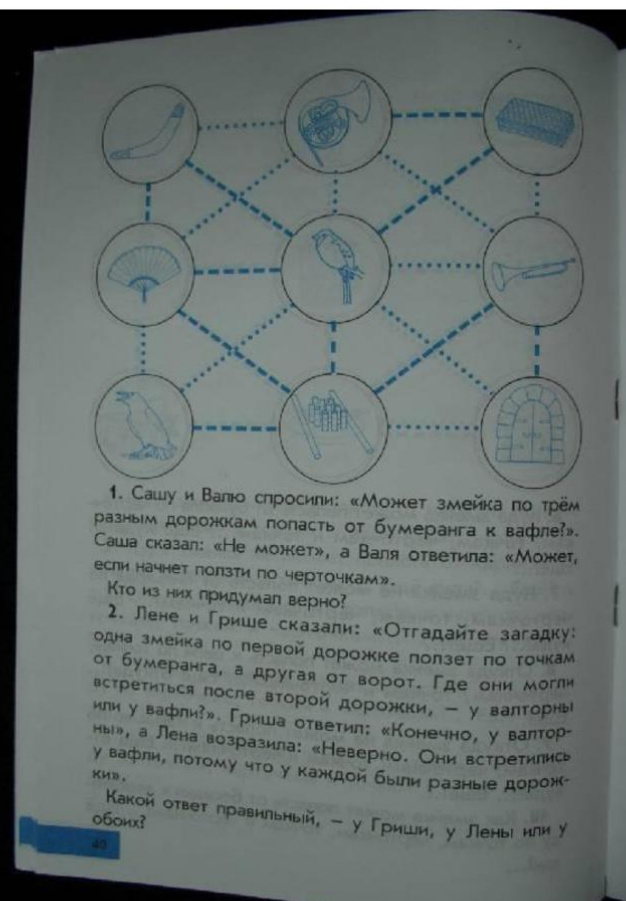 1. Сашу и Валю спросили: «Может змейка по трём
разным дорожкам попасть от бумеранга к вафле?».
Саша сказал: «Не может», а Валя ответила: «Может,
если начнет ползти по черточкам».
Кто из них придумал верно?
2. Лене и Грише сказали: «Отгадайте загадку:
одна змейка по первой дорожке ползет по точкам
от бумеранга, а другая от ворот. Где они могли
встретиться после второй дорожки, – у валторны
или у вафли?». Гриша ответил: «Конечно, у валтор-
ны», а Лена возразила: «Неверно. Они встретились
у вафли, потому что у каждой были разные дорож-
ки».
Какой ответ правильный, – у Гриши, у Лены или у
обоих?
40